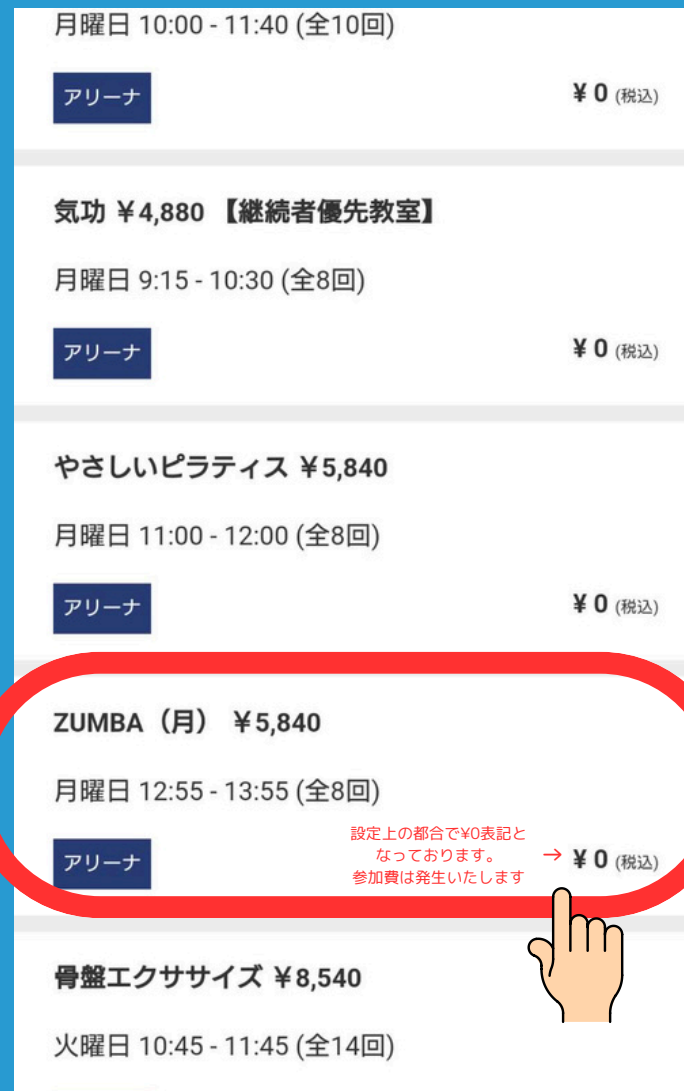 月曜日 10:00 - 11:40 (全10回)
アリーナ
¥ 0 (税込)
気功 ￥4,880 【継続者優先教室】
月曜日 9:15 - 10:30 (全8回)
アリーナ
¥ 0 (税込)
やさしいピラティス ￥5,840
月曜日 11:00 - 12:00 (全8回)
アリーナ
¥ 0 (税込)
ZUMBA（月） ￥5,840
月曜日 12:55 - 13:55 (全8回)
アリーナ
設定上の都合で¥0表記と
なっております。
参加費は発生いたします
→ ¥ 0 (税込)
骨盤エクササイズ ￥8,540
火曜日 10:45 - 11:45 (全14回)